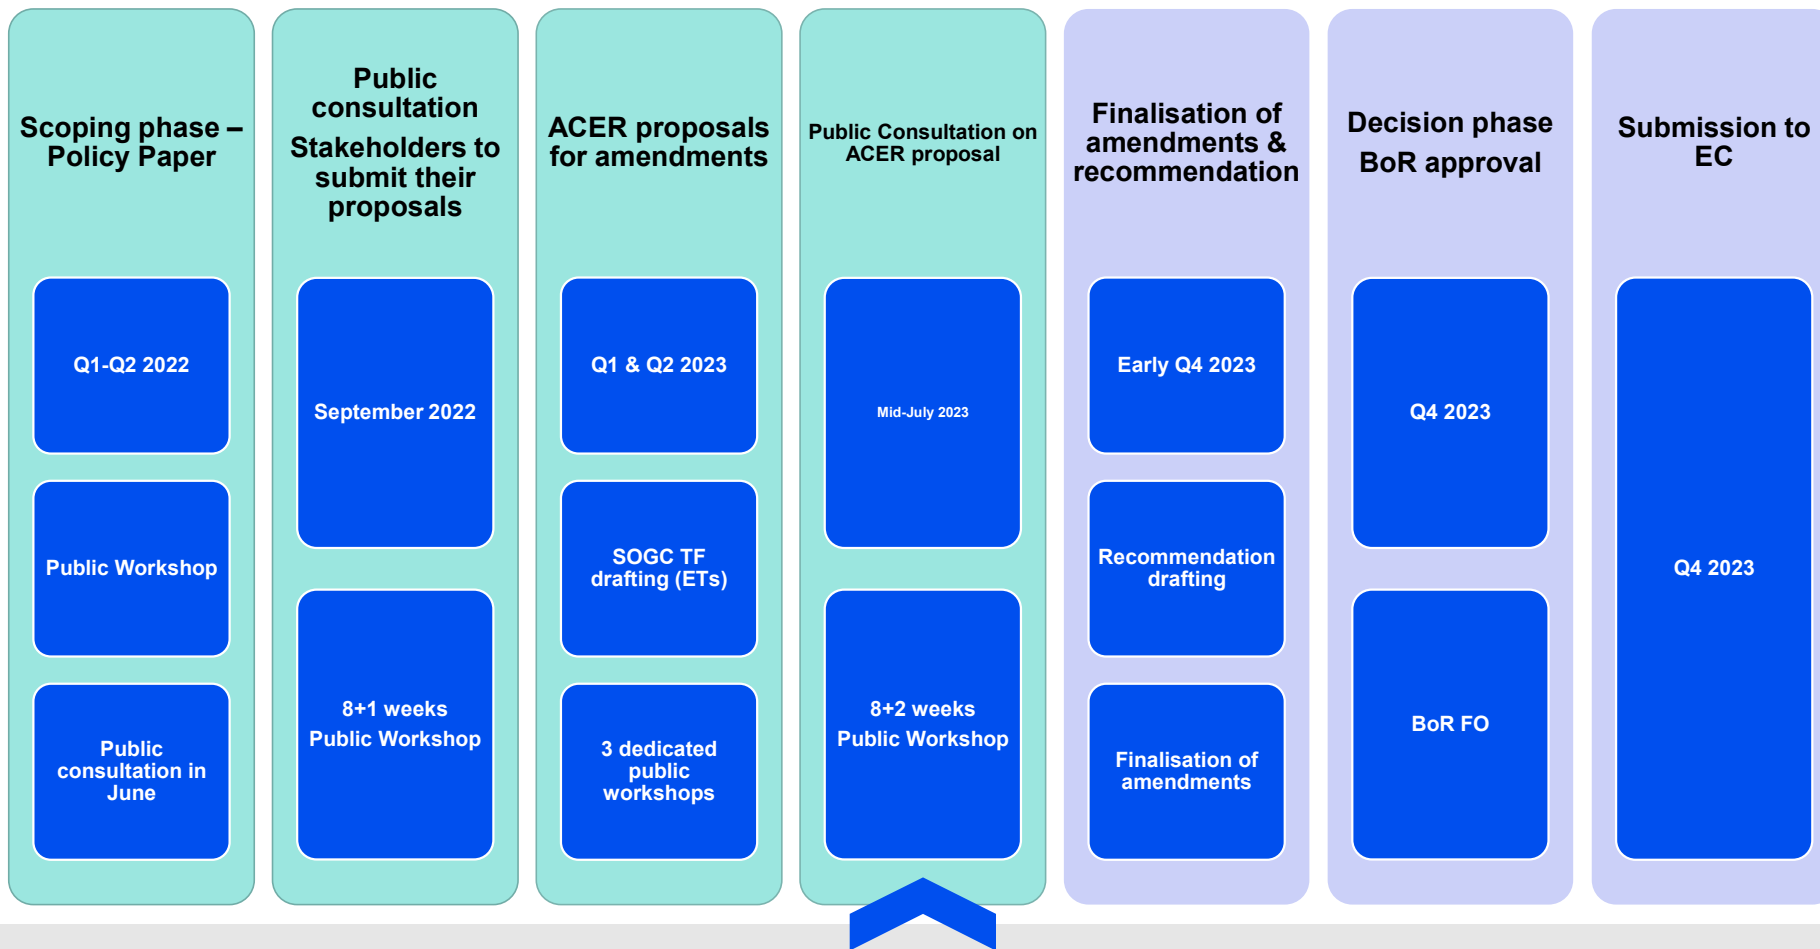 Scoping phase –
Policy Paper
Q1-Q2 2022
Public Workshop
Public
consultation in
June
Public
consultation
Stakeholders to
submit their
proposals
September 2022
8+1 weeks
Public Workshop
ACER proposals
for amendments
Q1 & Q2 2023
SOGC TF
drafting (ETs)
3 dedicated
public
workshops
Public Consultation on
ACER proposal
Mid-July 2023
8+2 weeks
Public Workshop
Finalisation of
amendments &
recommendation
Early Q4 2023
Recommendation
drafting
Finalisation of
amendments
Decision phase
BoR approval
Q4 2023
BoR FO
Submission to
EC
Q4 2023